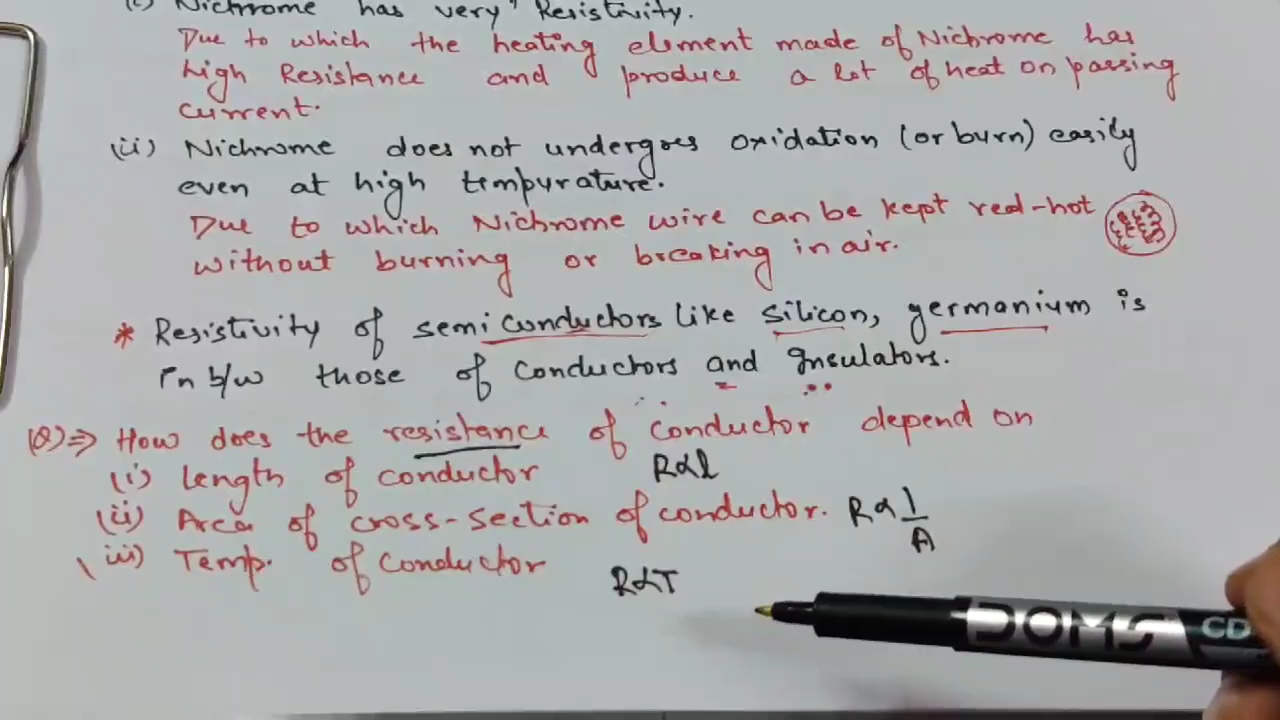 (i) Nichrome has very " Resistivity.
Due to which the heating element made of Nichrome has
high Resistance and produce a lot of heat on passing
current.
(ii) Nichrome does not undergoes oxidation (or burn) easily
even at high tempyrature.
Due to which Nichrome wire can be kept red-hot
without burning or breaking in air.
* Resistivity of semiconductors like silicon, germanium is
in b/w those of conductors and Insulators.
(Q)⇒ How does the resistance of conductor depend on
(i) Length of conductor R∝l
(ii) Area of cross-section of conductor. R∝1/A
(iii) Temp. of conductor R∝T
DOMS CD